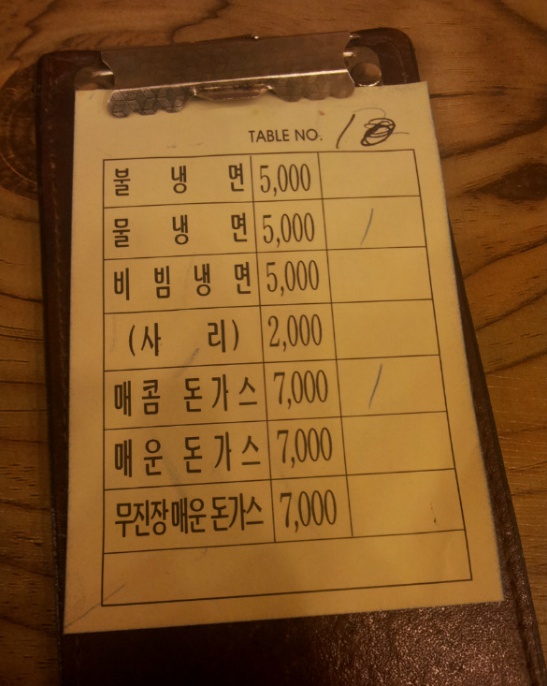 TABLE NO. 1
불 냉 면 5,000
물 냉 면 5,000 /
비 빔 냉 면 5,000
(사 리) 2,000
매 콤 돈 가 스 7,000 /
매 운 돈 가 스 7,000
무진장매운돈가스 7,000